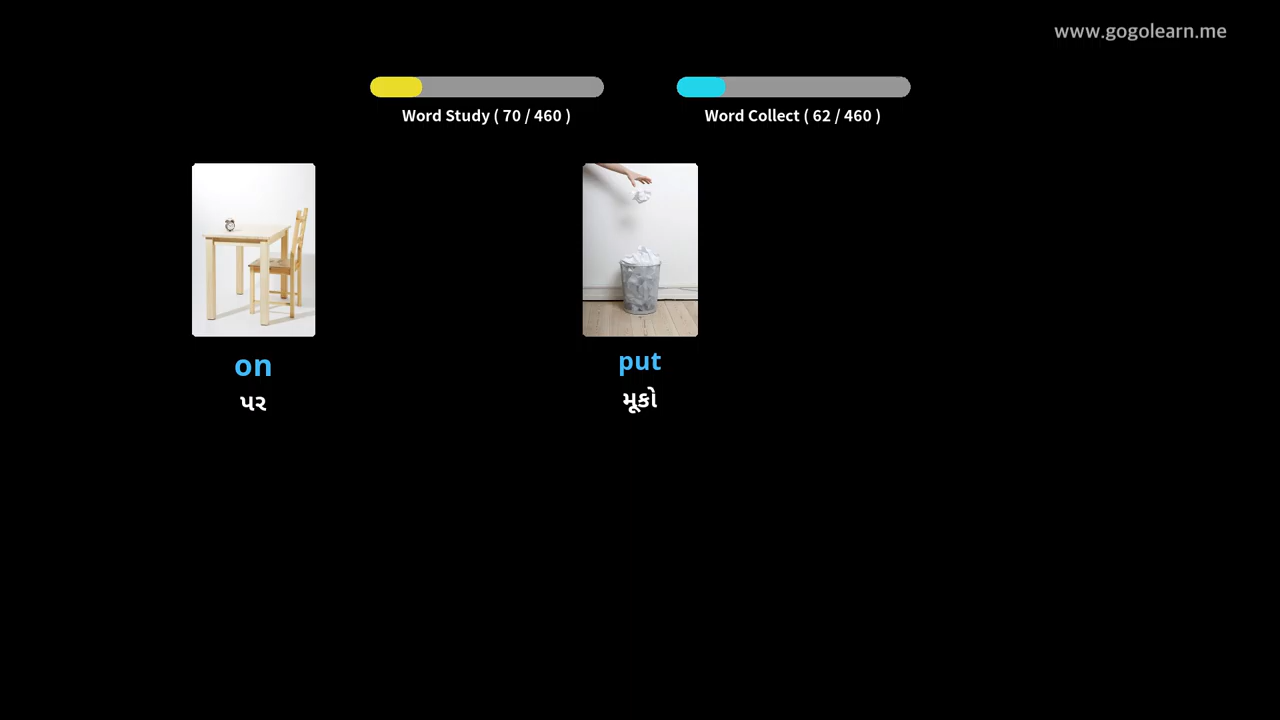 www.gogolearn.me
Word Study ( 70 / 460 )
Word Collect ( 62 / 460 )
on
પર
put
મૂકો